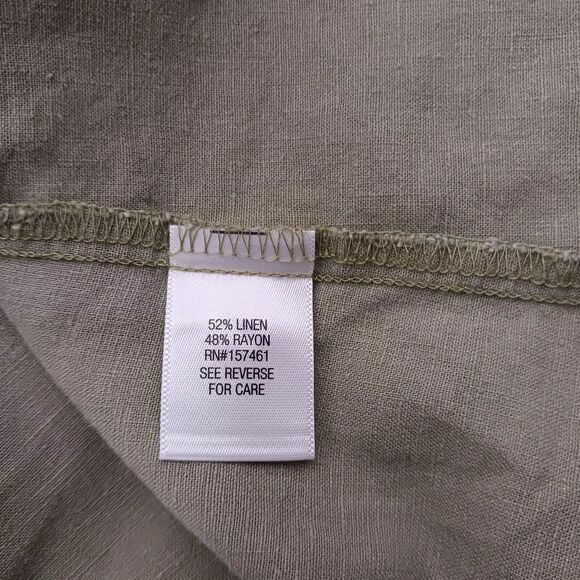 52% LINEN
48% RAYON
RN#157461
SEE REVERSE
FOR CARE